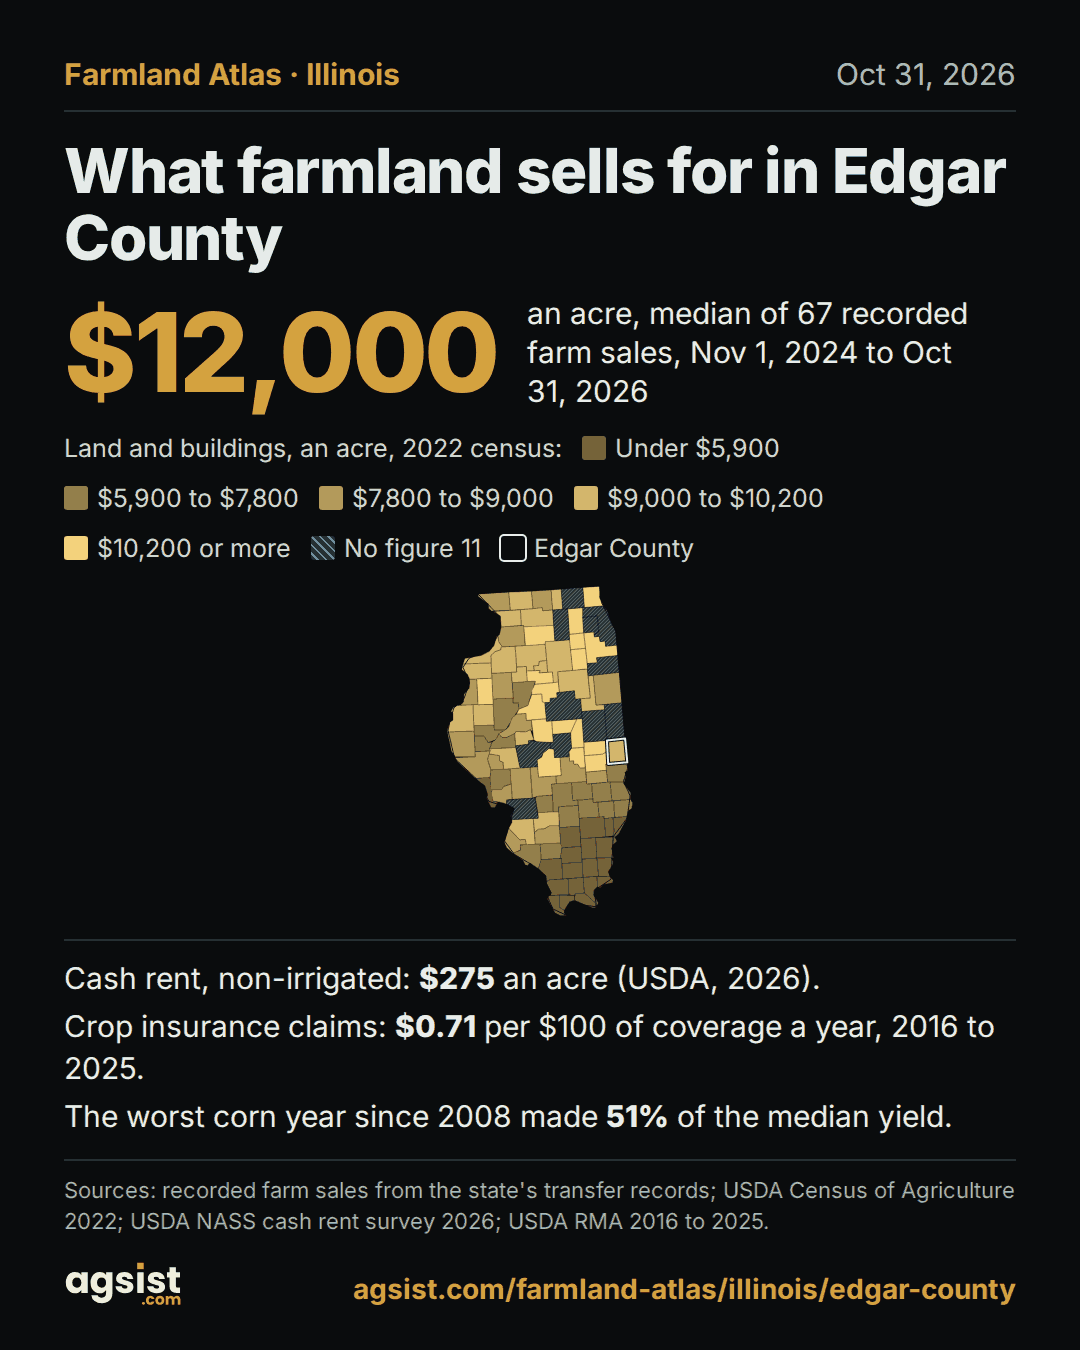 Farmland Atlas · Illinois
Oct 31, 2026
What farmland sells for in Edgar
County
$12,000
an acre, median of 67 recorded
farm sales, Nov 1, 2024 to Oct
31, 2026
Land and buildings, an acre, 2022 census: Under $5,900
$5,900 to $7,800 $7,800 to $9,000 $9,000 to $10,200
$10,200 or more No figure 11 Edgar County
Cash rent, non-irrigated: $275 an acre (USDA, 2026).
Crop insurance claims: $0.71 per $100 of coverage a year, 2016 to
2025.
The worst corn year since 2008 made 51% of the median yield.
Sources: recorded farm sales from the state's transfer records; USDA Census of Agriculture
2022; USDA NASS cash rent survey 2026; USDA RMA 2016 to 2025.
agsist
.com
agsist.com/farmland-atlas/illinois/edgar-county